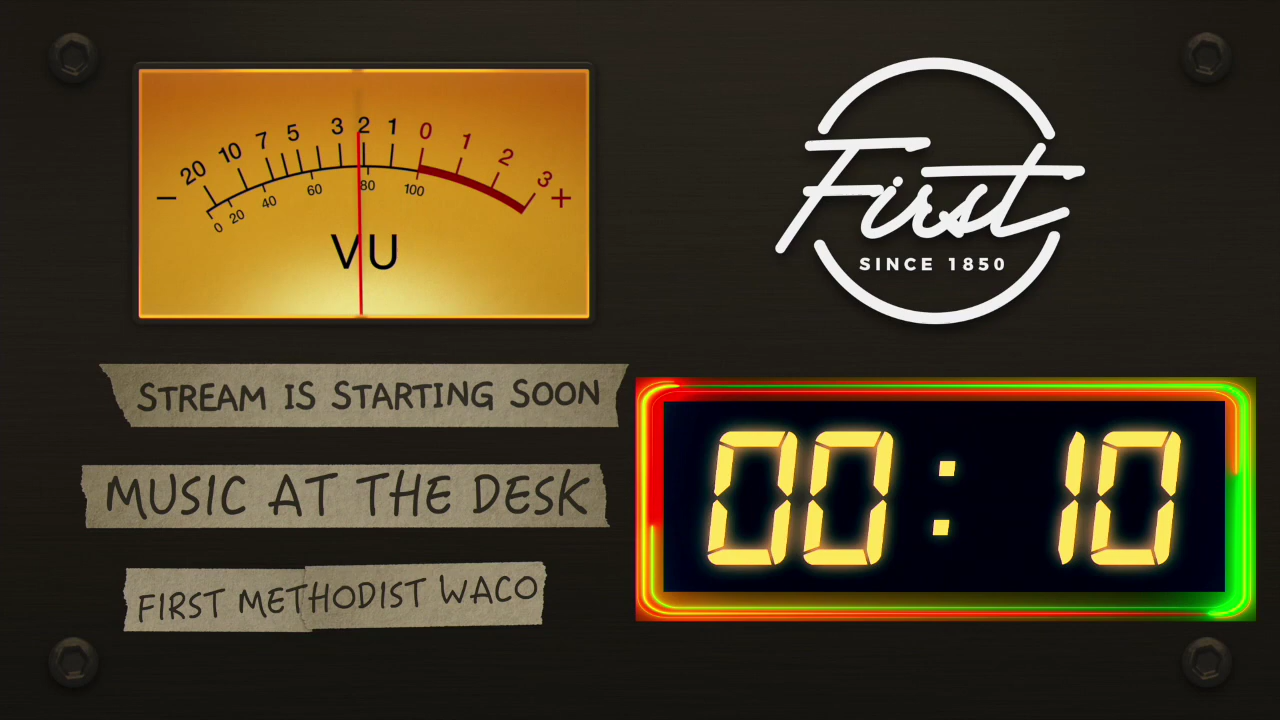 20 10 7 5 3 2 1 0 1 2 3
− +
0 20 40 60 80 100
VU
First
SINCE 1850
STREAM IS STARTING SOON
MUSIC AT THE DESK
FIRST METHODIST WACO
00:10